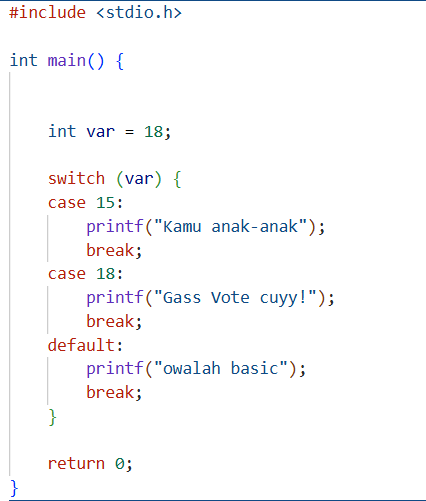 #include <stdio.h>
int main() {
int var = 18;
switch (var) {
case 15:
printf("Kamu anak-anak");
break;
case 18:
printf("Gass Vote cuyy!");
break;
default:
printf("owalah basic");
break;
}
return 0;
}